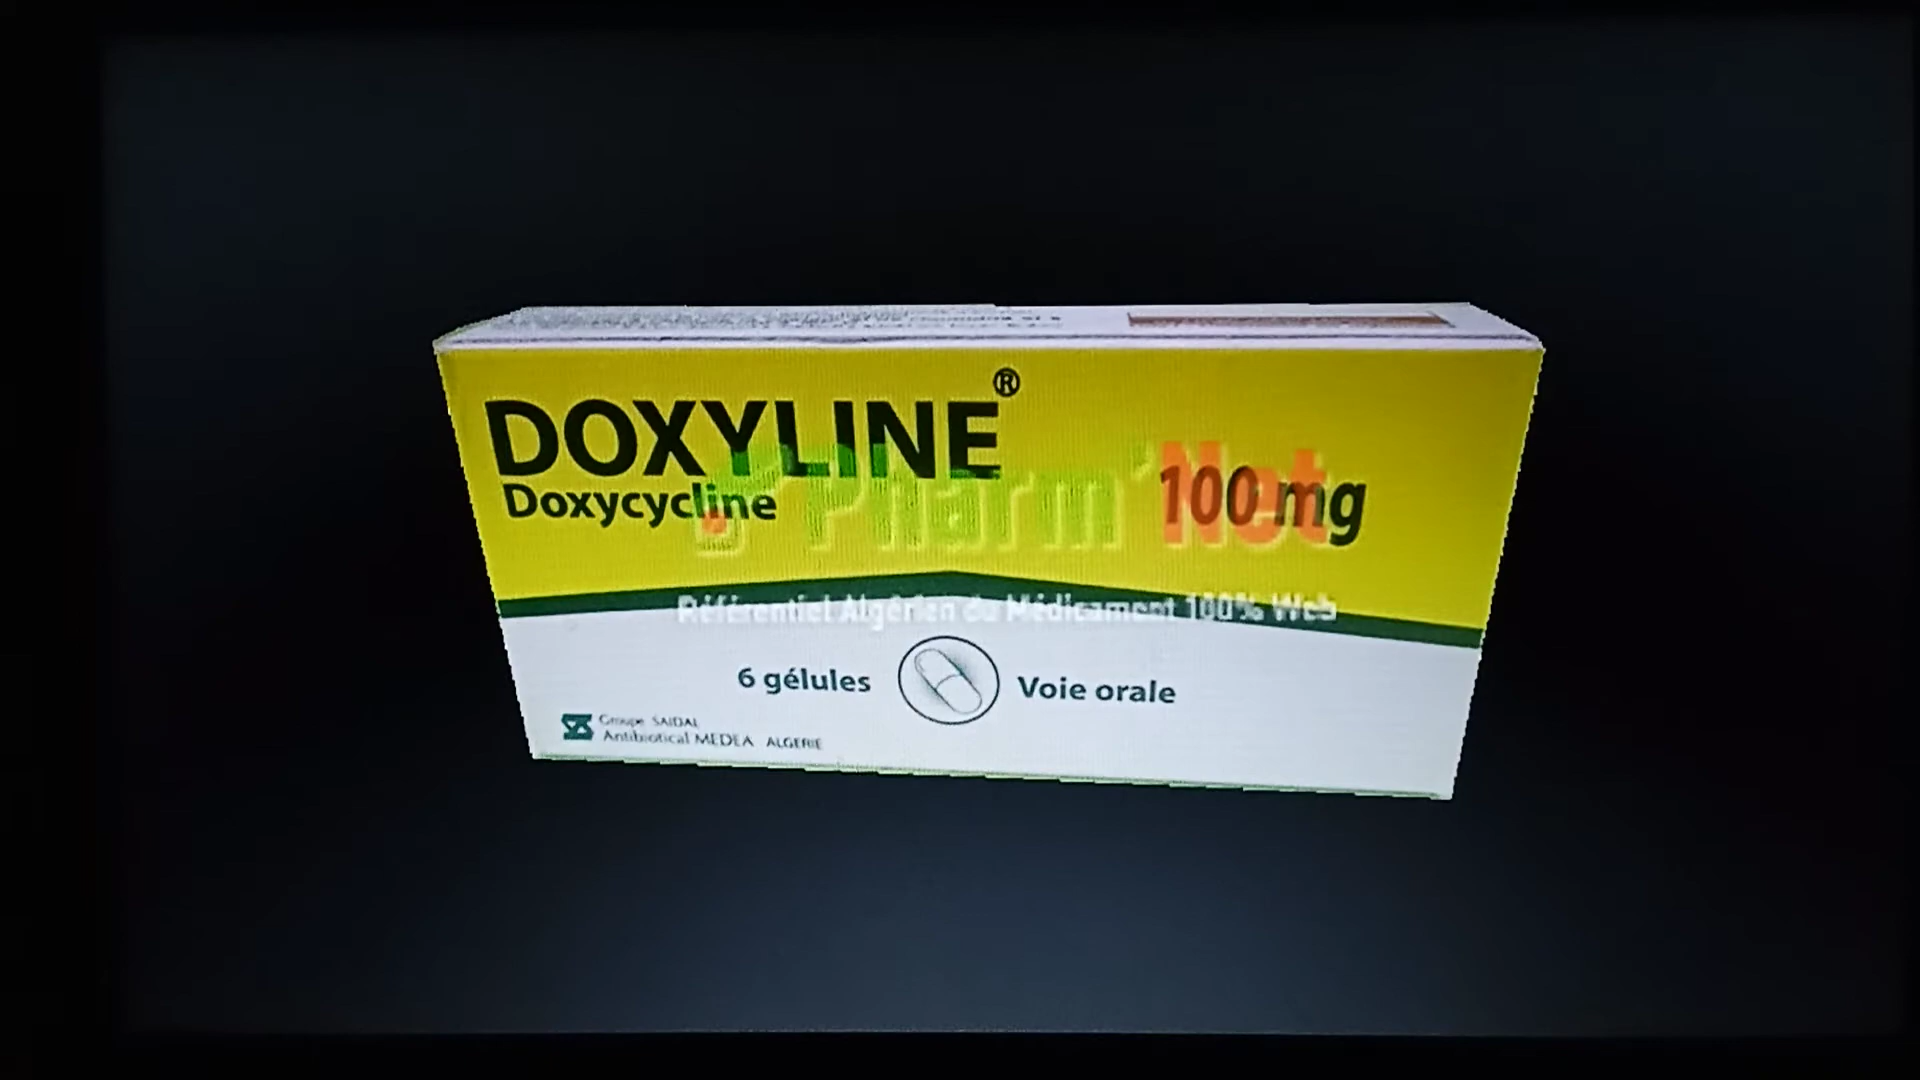 DOXYLINE®
Doxycycline
100 mg
Pharm'Net
Référentiel Algérien du Médicament 100% Web
6 gélules
Voie orale
Groupe SAIDAL
Antibiotical MEDEA ALGERIE